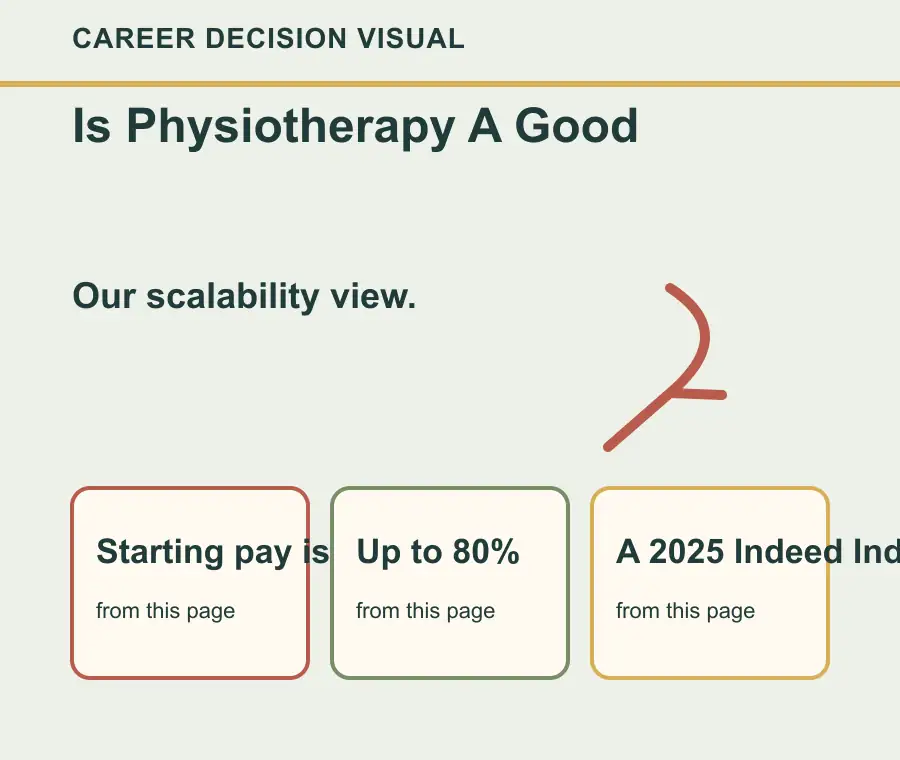 CAREER DECISION VISUAL
Is Physiotherapy A Good
Our scalability view.
Starting pay is
from this page
Up to 80%
from this page
A 2025 Indeed Ind
from this page